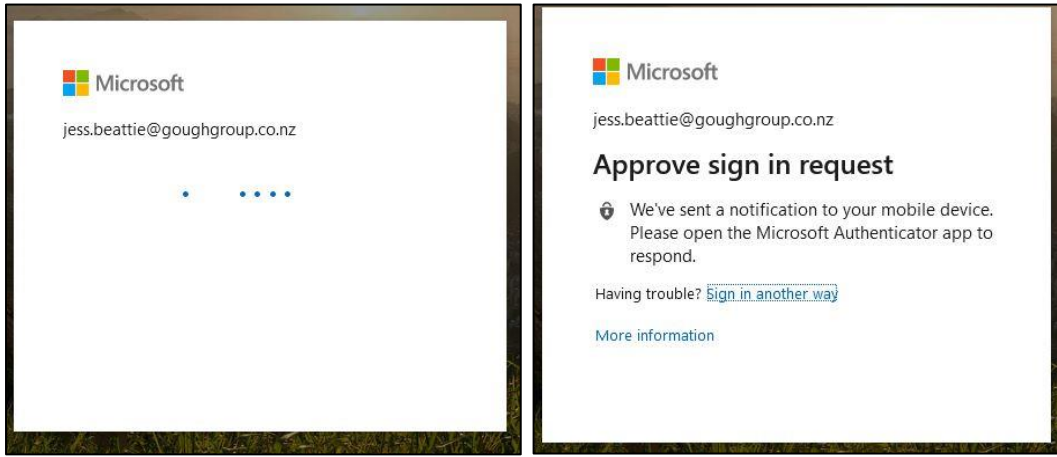 Microsoft
jess.beattie@goughgroup.co.nz
Microsoft
jess.beattie@goughgroup.co.nz
Approve sign in request
We've sent a notification to your mobile device.
Please open the Microsoft Authenticator app to
respond.
Having trouble? Sign in another way
More information